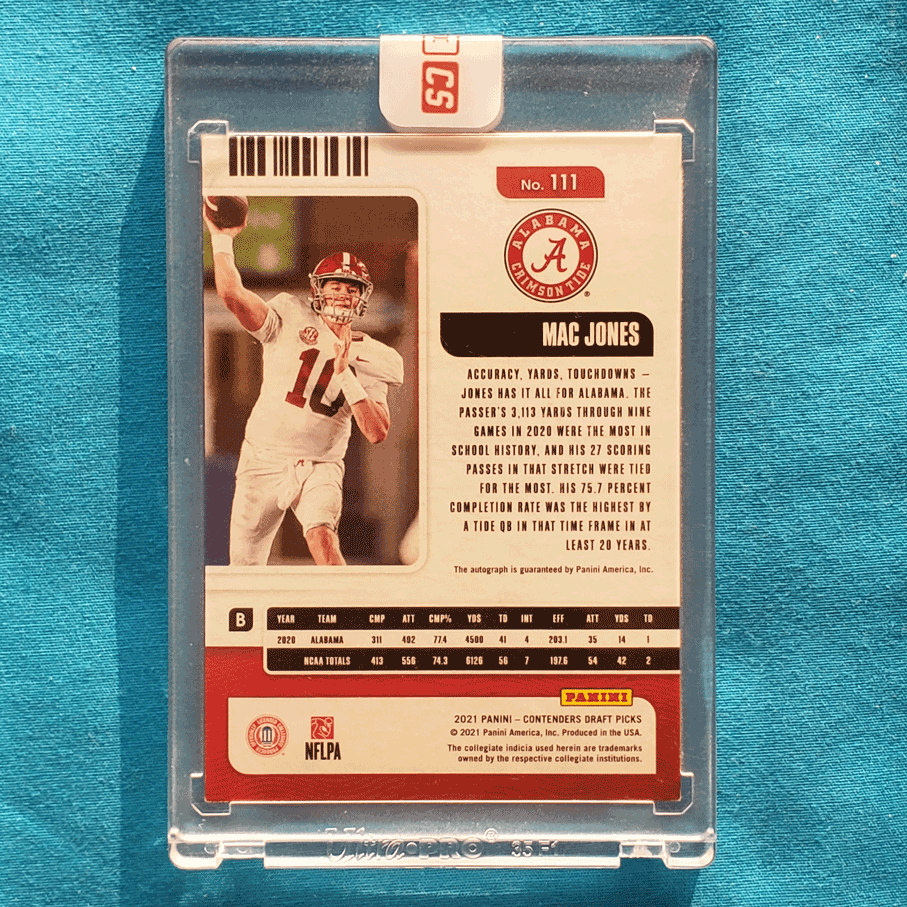 CS
No. 111
ALABAMA
A
CRIMSON TIDE
®
MAC JONES
10
ACCURACY, YARDS, TOUCHDOWNS –
JONES HAS IT ALL FOR ALABAMA. THE
PASSER'S 3,113 YARDS THROUGH NINE
GAMES IN 2020 WERE THE MOST IN
SCHOOL HISTORY, AND HIS 27 SCORING
PASSES IN THAT STRETCH WERE TIED
FOR THE MOST. HIS 75.7 PERCENT
COMPLETION RATE WAS THE HIGHEST BY
A TIDE QB IN THAT TIME FRAME IN AT
LEAST 20 YEARS.
The autograph is guaranteed by Panini America, Inc.
B
YEAR TEAM CMP ATT CMP% YDS TD INT EFF ATT YDS TD
2020 ALABAMA 311 402 77.4 4500 41 4 203.1 35 14 1
NCAA TOTALS 413 556 74.3 6126 56 7 197.6 54 42 2
PANINI
2021 PANINI – CONTENDERS DRAFT PICKS
© 2021 Panini America, Inc. Produced in the USA.
The collegiate indicia used herein are trademarks
owned by the respective collegiate institutions.
NFLPA
Ultra·PRO® 35PT